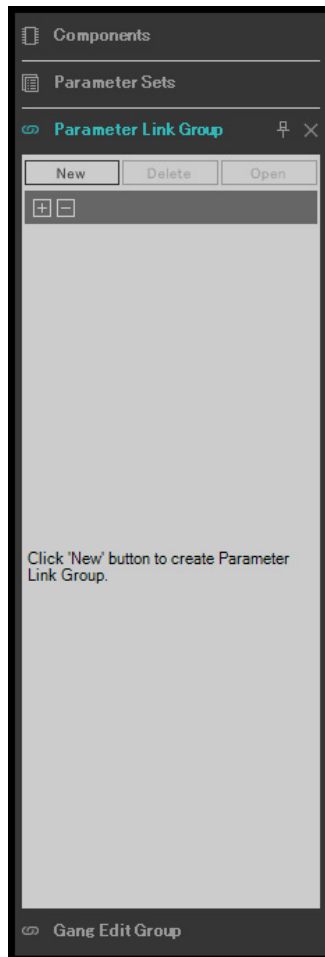 Components
Parameter Sets
Parameter Link Group
New Delete Open
Click 'New' button to create Parameter
Link Group.
Gang Edit Group